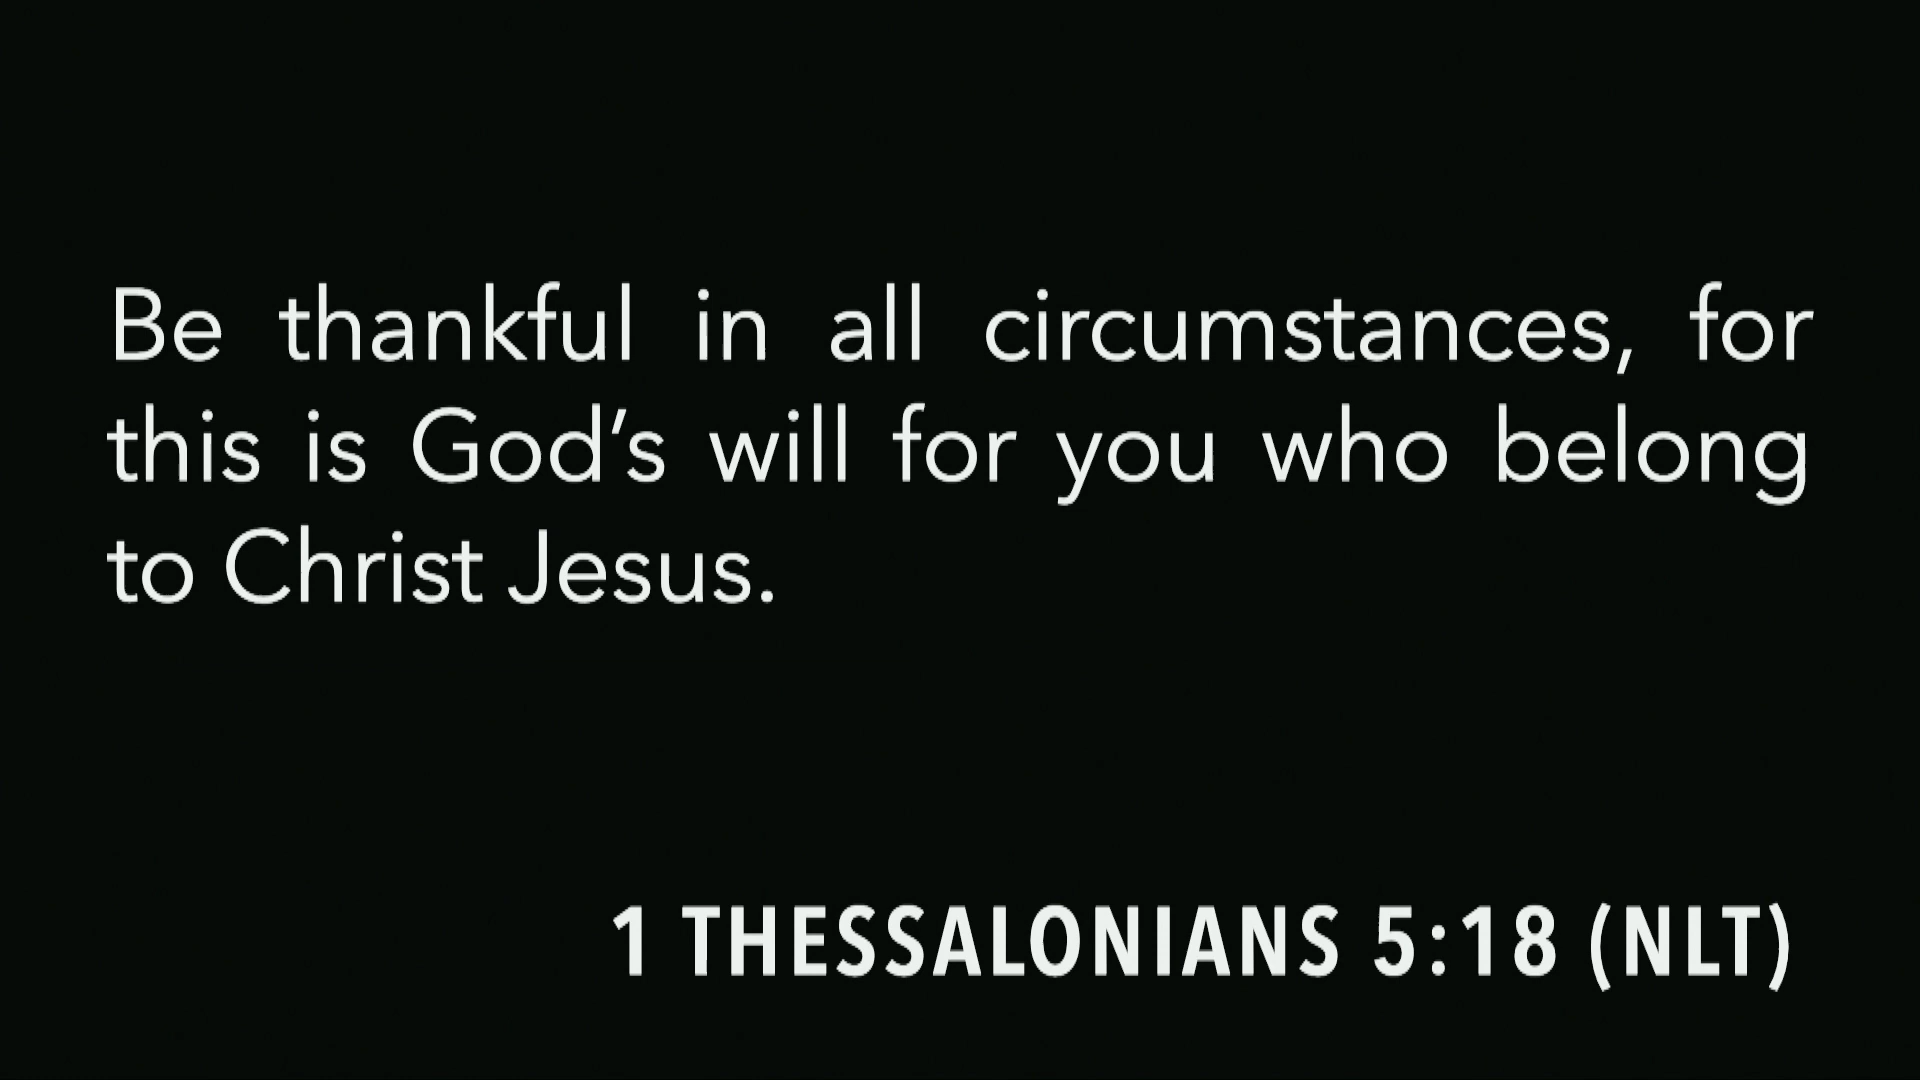 Be thankful in all circumstances, for
this is God’s will for you who belong
to Christ Jesus.
1 THESSALONIANS 5:18 (NLT)